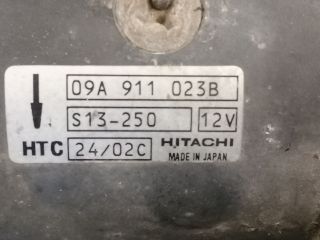 09A 911 023B
S13-250 12V
HTC 24/02C HITACHI
MADE IN JAPAN